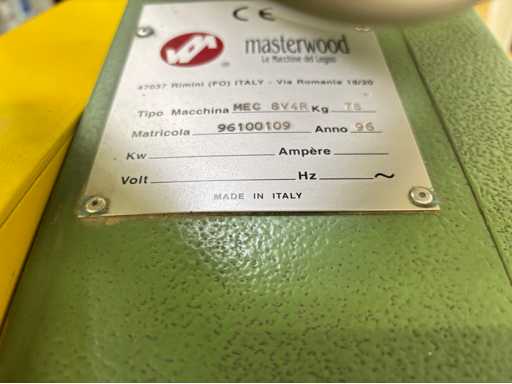 CE
masterwood
Le Macchine del Legno
47037 Rimini (FO) ITALY - Via Romania 18/20
Tipo Macchina MEC 8V4R Kg 78
Matricola 96100109 Anno 96
Kw Ampère
Volt Hz ~
MADE IN ITALY